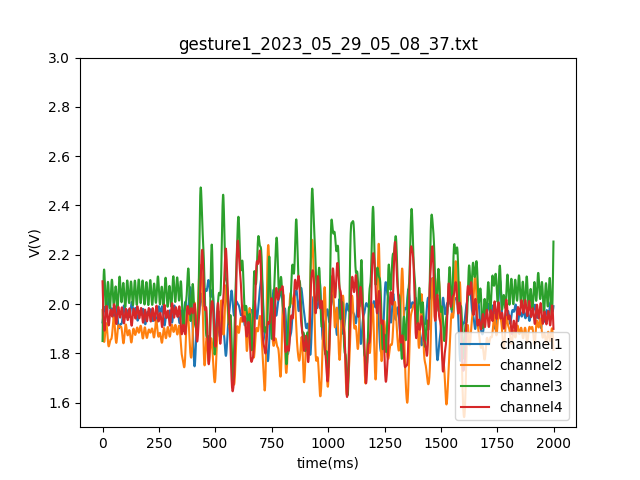 gesture1_2023_05_29_05_08_37.txt
3.0
2.8
2.6
2.4
2.2
2.0
1.8
1.6
V(V)
channel1
channel2
channel3
channel4
0 250 500 750 1000 1250 1500 1750 2000
time(ms)